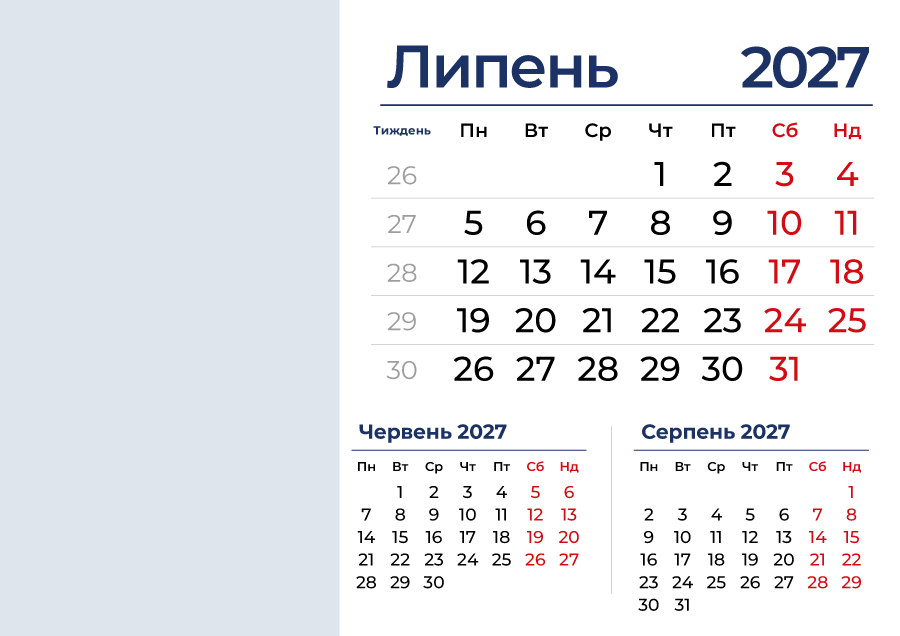 Липень 2027
Тиждень Пн Вт Ср Чт Пт Сб Нд
26 1 2 3 4
27 5 6 7 8 9 10 11
28 12 13 14 15 16 17 18
29 19 20 21 22 23 24 25
30 26 27 28 29 30 31
Червень 2027
Пн Вт Ср Чт Пт Сб Нд
1 2 3 4 5 6
7 8 9 10 11 12 13
14 15 16 17 18 19 20
21 22 23 24 25 26 27
28 29 30
Серпень 2027
Пн Вт Ср Чт Пт Сб Нд
1
2 3 4 5 6 7 8
9 10 11 12 13 14 15
16 17 18 19 20 21 22
23 24 25 26 27 28 29
30 31